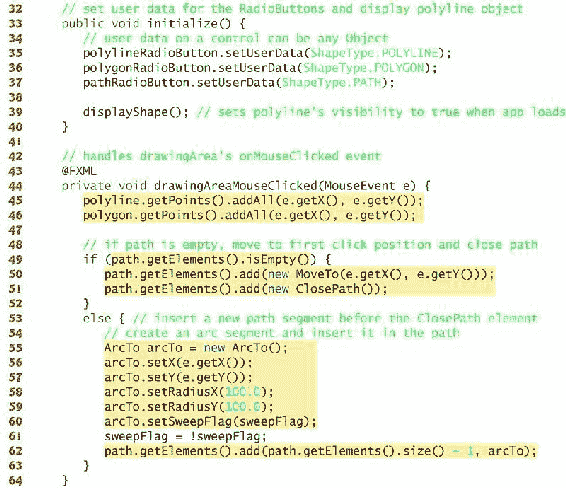 32 // set user data for the RadioButtons and display polyline object
33 public void initialize() {
34 // user data on a control can be any Object
35 polylineRadioButton.setUserData(ShapeType.POLYLINE);
36 polygonRadioButton.setUserData(ShapeType.POLYGON);
37 pathRadioButton.setUserData(ShapeType.PATH);
38
39 displayShape(); // sets polyline's visibility to true when app loads
40 }
41
42 // handles drawingArea's onMouseClicked event
43 @FXML
44 private void drawingAreaMouseClicked(MouseEvent e) {
45 polyline.getPoints().addAll(e.getX(), e.getY());
46 polygon.getPoints().addAll(e.getX(), e.getY());
47
48 // if path is empty, move to first click position and close path
49 if (path.getElements().isEmpty()) {
50 path.getElements().add(new MoveTo(e.getX(), e.getY()));
51 path.getElements().add(new ClosePath());
52 }
53 else { // insert a new path segment before the ClosePath element
54 // create an arc segment and insert it in the path
55 ArcTo arcTo = new ArcTo();
56 arcTo.setX(e.getX());
57 arcTo.setY(e.getY());
58 arcTo.setRadiusX(100.0);
59 arcTo.setRadiusY(100.0);
60 arcTo.setSweepFlag(sweepFlag);
61 sweepFlag = !sweepFlag;
62 path.getElements().add(path.getElements().size() - 1, arcTo);
63 }
64 }